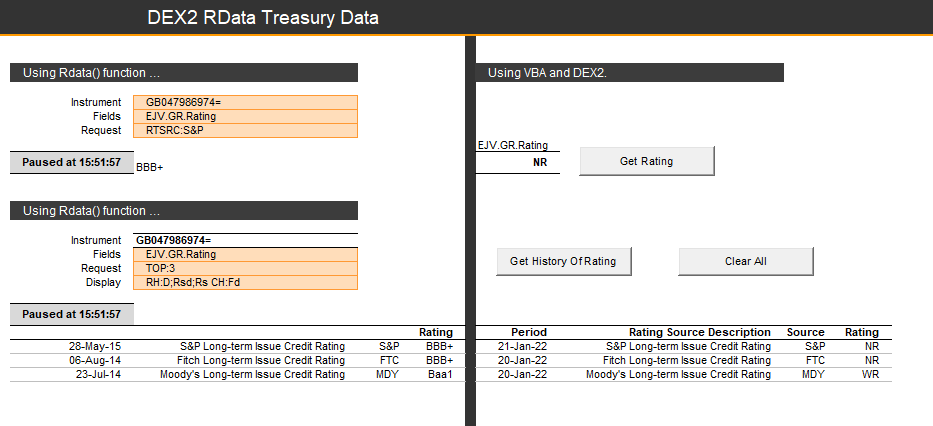 DEX2 RData Treasury Data
Using Rdata() function ...
Instrument GB047986974=
Fields EJV.GR.Rating
Request RTSRC:S&P
Paused at 15:51:57 BBB+
Using Rdata() function ...
Instrument GB047986974=
Fields EJV.GR.Rating
Request TOP:3
Display RH:D;Rsd;Rs CH:Fd
Paused at 15:51:57
Rating
28-May-15 S&P Long-term Issue Credit Rating S&P BBB+
06-Aug-14 Fitch Long-term Issue Credit Rating FTC BBB+
23-Jul-14 Moody's Long-term Issue Credit Rating MDY Baa1
Using VBA and DEX2.
EJV.GR.Rating
NR Get Rating
Get History Of Rating Clear All
Period Rating Source Description Source Rating
21-Jan-22 S&P Long-term Issue Credit Rating S&P NR
20-Jan-22 Fitch Long-term Issue Credit Rating FTC NR
20-Jan-22 Moody's Long-term Issue Credit Rating MDY WR